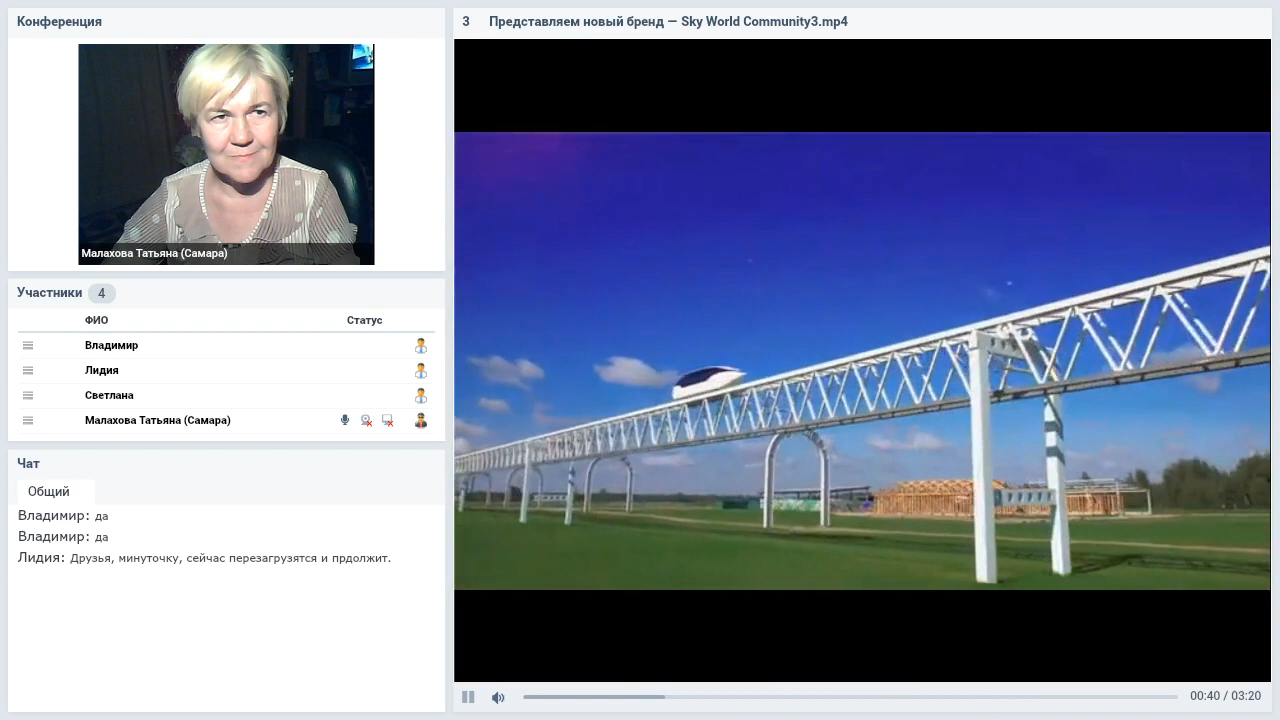 Конференция
Малахова Татьяна (Самара)
Участники 4
ФИО Статус
Владимир
Лидия
Светлана
Малахова Татьяна (Самара)
Чат
Общий
Владимир: да
Владимир: да
Лидия: Друзья, минуточку, сейчас перезагрузятся и прдолжит.
3 Представляем новый бренд — Sky World Community3.mp4
00:40 / 03:20